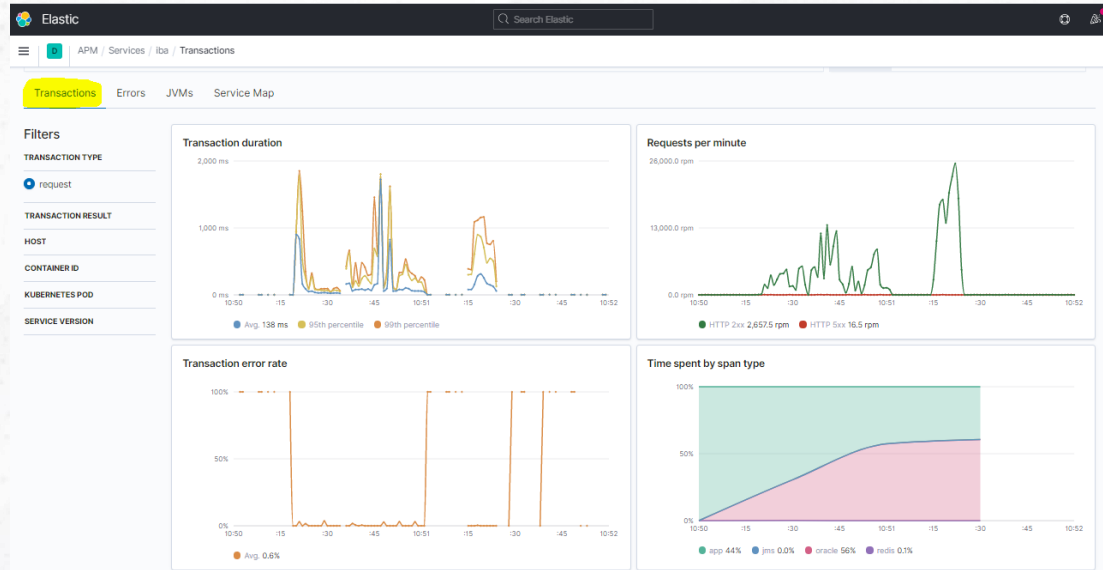 Elastic
Search Elastic
D APM / Services / iba / Transactions
Transactions Errors JVMs Service Map
Filters
TRANSACTION TYPE
request
TRANSACTION RESULT
HOST
CONTAINER ID
KUBERNETES POD
SERVICE VERSION
Transaction duration
2,000 ms
1,000 ms
0 ms
10:50 :15 :30 :45 10:51 :15 :30 :45 10:52
Avg. 138 ms 95th percentile 99th percentile
Requests per minute
26,000.0 rpm
13,000.0 rpm
0.0 rpm
10:50 :15 :30 :45 10:51 :15 :30 :45 10:52
HTTP 2xx 2,657.5 rpm HTTP 5xx 16.5 rpm
Transaction error rate
100%
50%
0%
10:50 :15 :30 :45 10:51 :15 :30 :45 10:52
Avg. 0.6%
Time spent by span type
100%
50%
0%
10:50 :15 :30 :45 10:51 :15 :30 :45 10:52
app 44% jms 0.0% oracle 56% redis 0.1%